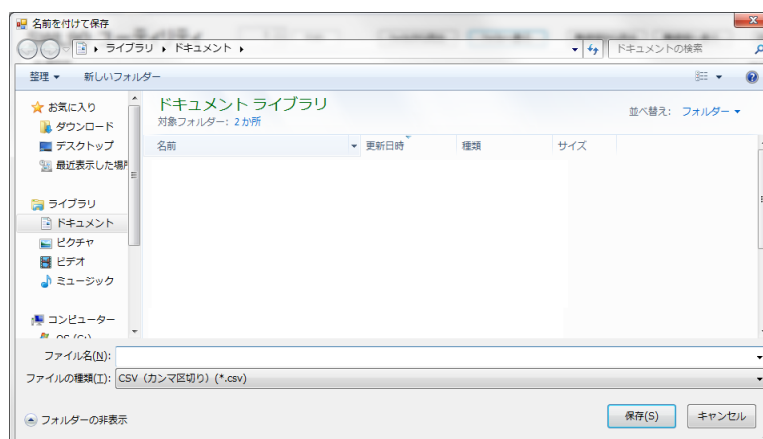 名前を付けて保存
ライブラリ ▸ ドキュメント ▸
ドキュメントの検索
整理 ▼ 新しいフォルダー
お気に入り
ダウンロード
デスクトップ
最近表示した場所
ライブラリ
ドキュメント
ピクチャ
ビデオ
ミュージック
コンピューター
ドキュメント ライブラリ
対象フォルダー: 2 か所
並べ替え: フォルダー ▼
名前 更新日時 種類 サイズ
ファイル名(N):
ファイルの種類(T): CSV（カンマ区切り）(*.csv)
フォルダーの非表示
保存(S) キャンセル